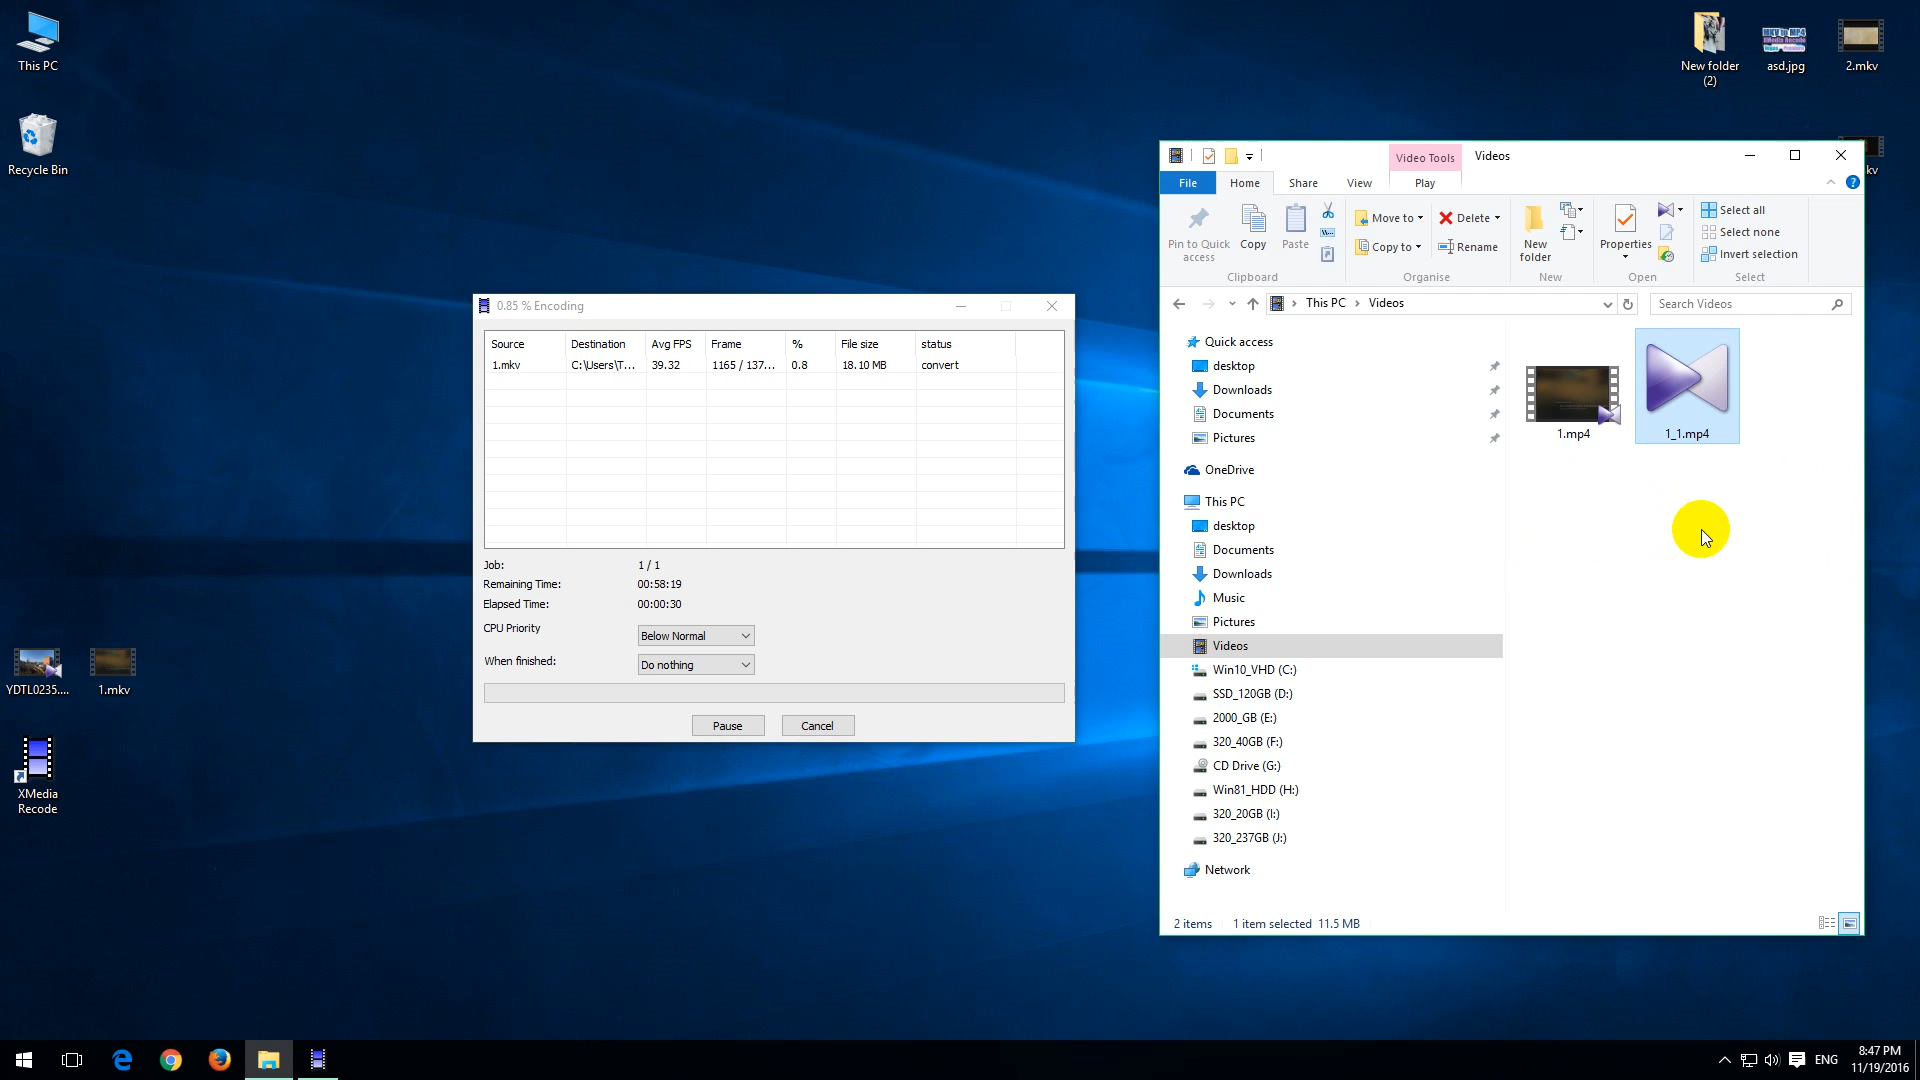 This PC
Recycle Bin
YDTL0235....
1.mkv
XMedia
Recode
New folder
(2)
asd.jpg
2.mkv
kv
0.85 % Encoding
Source Destination Avg FPS Frame % File size status
1.mkv C:\Users\T... 39.32 1165 / 137... 0.8 18.10 MB convert
Job: 1 / 1
Remaining Time: 00:58:19
Elapsed Time: 00:00:30
CPU Priority Below Normal
When finished: Do nothing
Pause Cancel
Video Tools Videos
File Home Share View Play
Pin to Quick
access
Copy
Paste
Move to
Copy to
Delete
Rename
New
folder
Properties
Select all
Select none
Invert selection
Clipboard Organise New Open Select
This PC > Videos
Search Videos
Quick access
desktop
Downloads
Documents
Pictures
OneDrive
This PC
desktop
Documents
Downloads
Music
Pictures
Videos
Win10_VHD (C:)
SSD_120GB (D:)
2000_GB (E:)
320_40GB (F:)
CD Drive (G:)
Win81_HDD (H:)
320_20GB (I:)
320_237GB (J:)
Network
1.mp4
1_1.mp4
2 items 1 item selected 11.5 MB
ENG
8:47 PM
11/19/2016